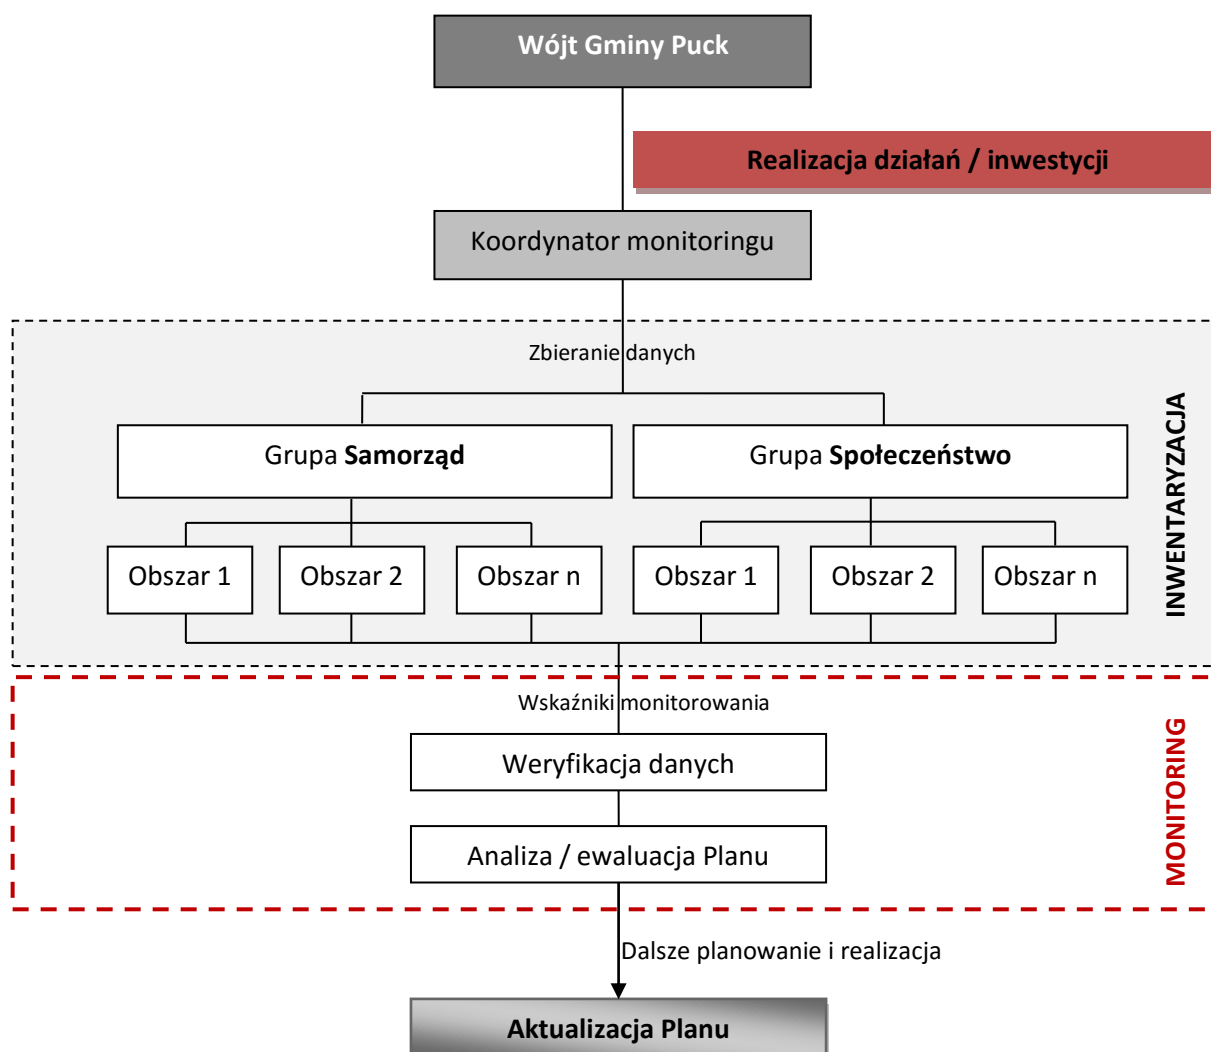 Wójt Gminy Puck
Realizacja działań / inwestycji
Koordynator monitoringu
Zbieranie danych
Grupa Samorząd
Grupa Społeczeństwo
Obszar 1
Obszar 2
Obszar n
Obszar 1
Obszar 2
Obszar n
INWENTARYZACJA
Wskaźniki monitorowania
Weryfikacja danych
Analiza / ewaluacja Planu
MONITORING
Dalsze planowanie i realizacja
Aktualizacja Planu